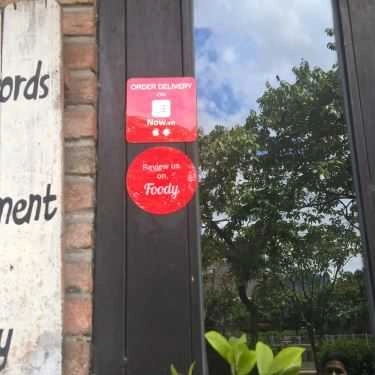 ords
ment
y
ORDER DELIVERY
ON
Now.vn
Review us
on
Foody